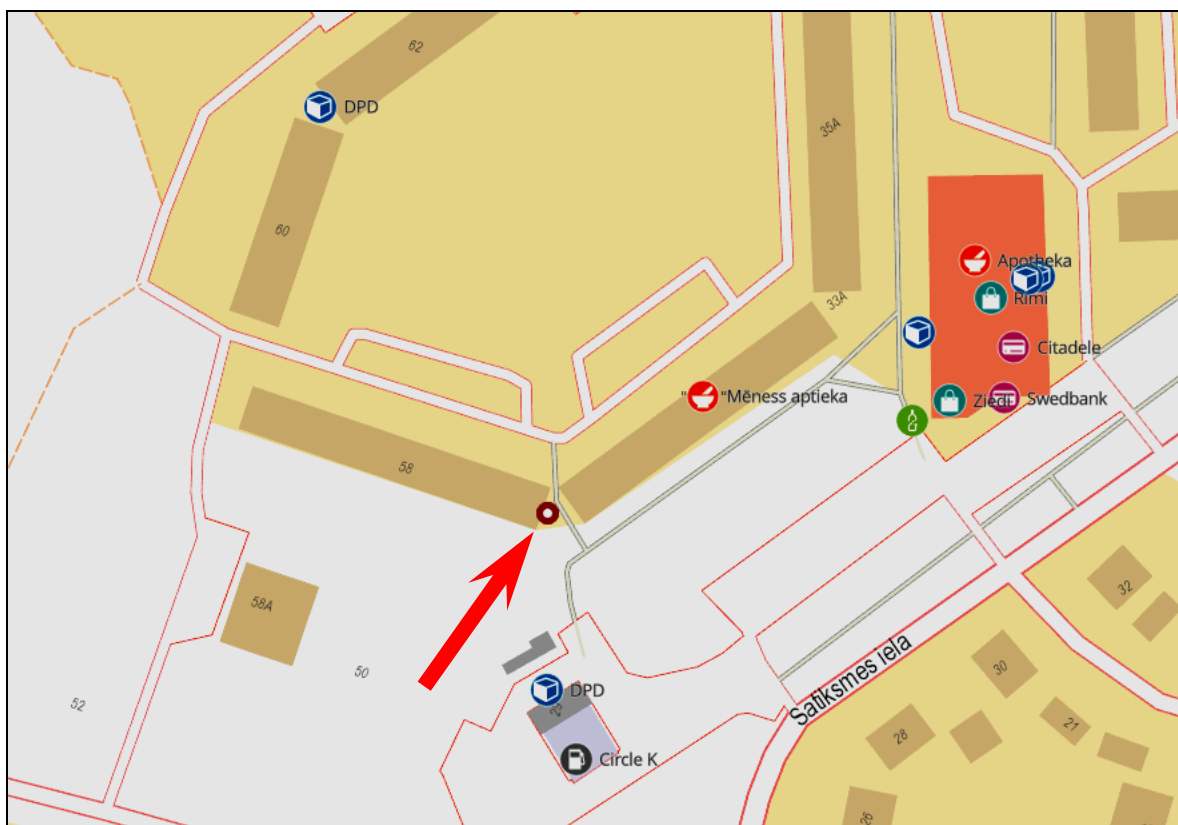 62
DPD
35A
60
Apotheka
Rimi
33A
Citadele
"Mēness aptieka
Ziedi
Swedbank
58
58A
32
50
30
Satiksmes iela
52
DPD
21
28
Circle K
26